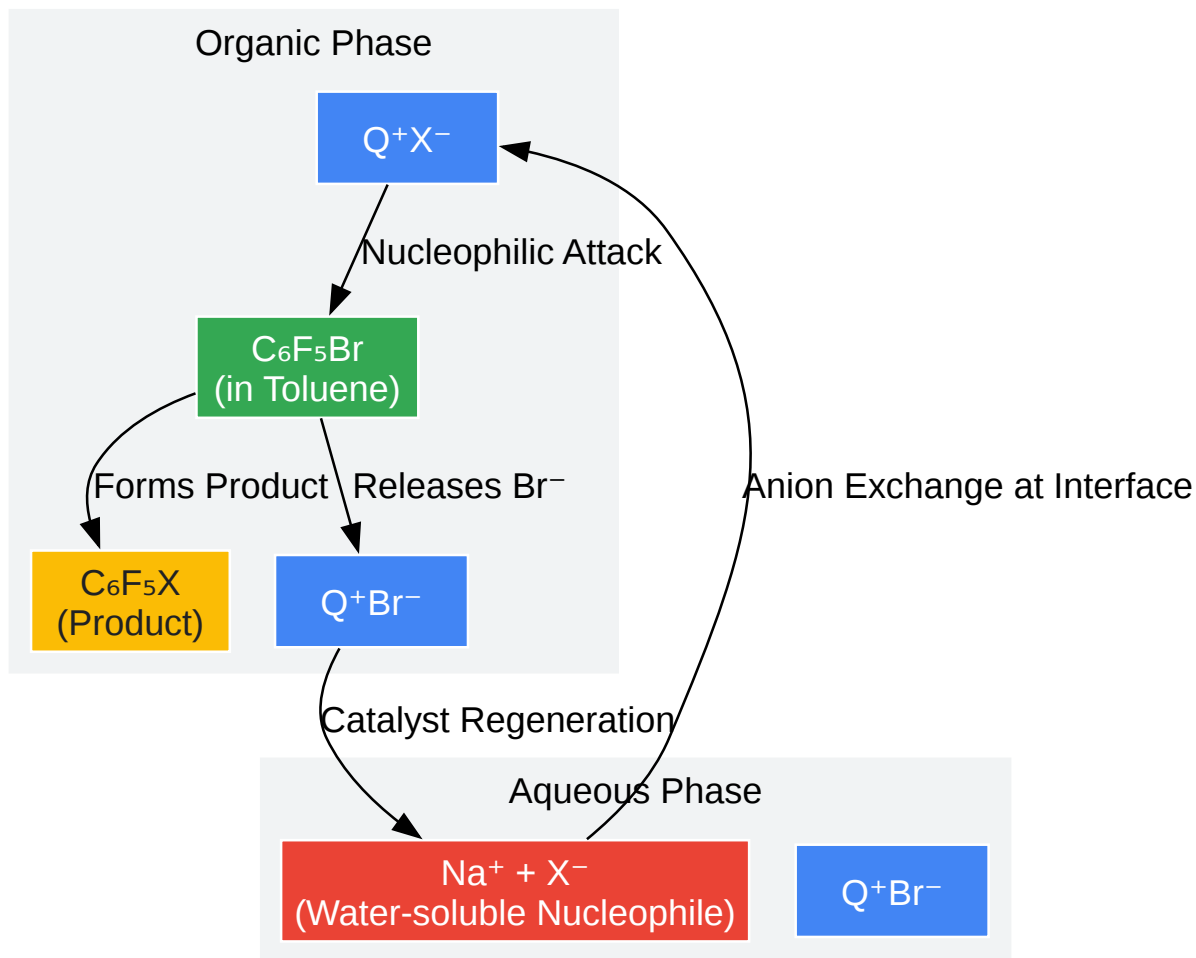 Organic Phase
Q⁺X⁻
Nucleophilic Attack
C₆F₅Br
(in Toluene)
Forms Product
Releases Br⁻
Anion Exchange at Interface
C₆F₅X
(Product)
Q⁺Br⁻
Catalyst Regeneration
Aqueous Phase
Na⁺ + X⁻
(Water-soluble Nucleophile)
Q⁺Br⁻